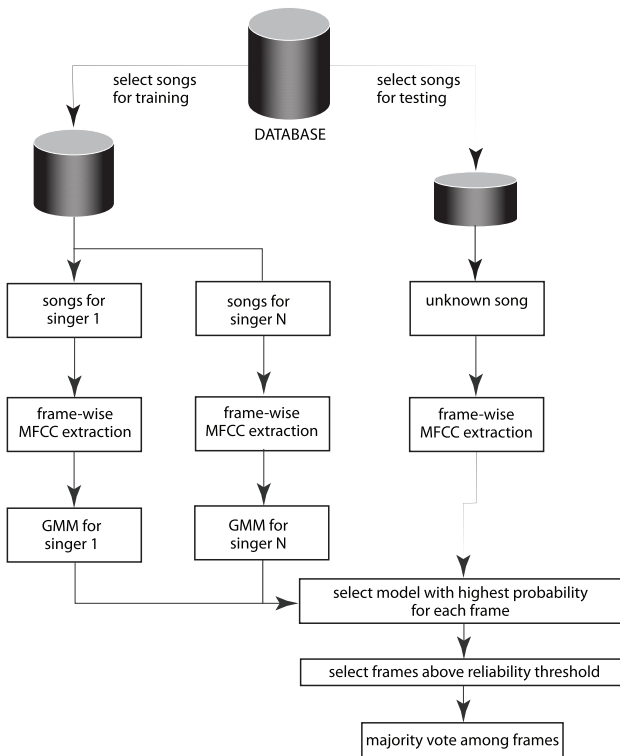 select songs
for training
select songs
for testing
DATABASE
songs for
singer 1
songs for
singer N
unknown song
frame-wise
MFCC extraction
frame-wise
MFCC extraction
frame-wise
MFCC extraction
GMM for
singer 1
GMM for
singer N
select model with highest probability
for each frame
select frames above reliability threshold
majority vote among frames